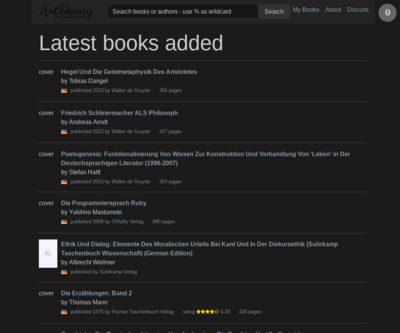 Antilibrary
Search books or authors - use % as wildcard
Search
My Books
About
Discuss
0
Latest books added
cover
Hegel Und Die Geistmetaphysik Des Aristoteles
by Tobias Dangel
published 2013 by Walter de Gruyter 356 pages
cover
Friedrich Schleiermacher ALS Philosoph
by Andreas Arndt
published 2013 by Walter de Gruyter 427 pages
cover
Poetogenesis: Funktionalisierung Von Wissen Zur Konstruktion Und Verhandlung Von 'Leben' in Der
Deutschsprachigen Literatur (1996-2007)
by Stefan Halft
published 2013 by Walter de Gruyter 303 pages
cover
Die Programmiersprach Ruby
by Yukihiro Mastumoto
published 2008 by O'Reilly Verlag 480 pages
AL
Ethik Und Dialog: Elemente Des Moralischen Urteils Bei Kant Und In Der Diskursethik (Suhrkamp
Taschenbuch Wissenschaft) (German Edition)
by Albrecht Wellmer
published by Suhrkamp Verlag
cover
Die Erzählungen. Band 2
by Thomas Mann
published 1975 by Fischer Taschenbuch Verlag rating ★★★★☆ 4.33 438 pages